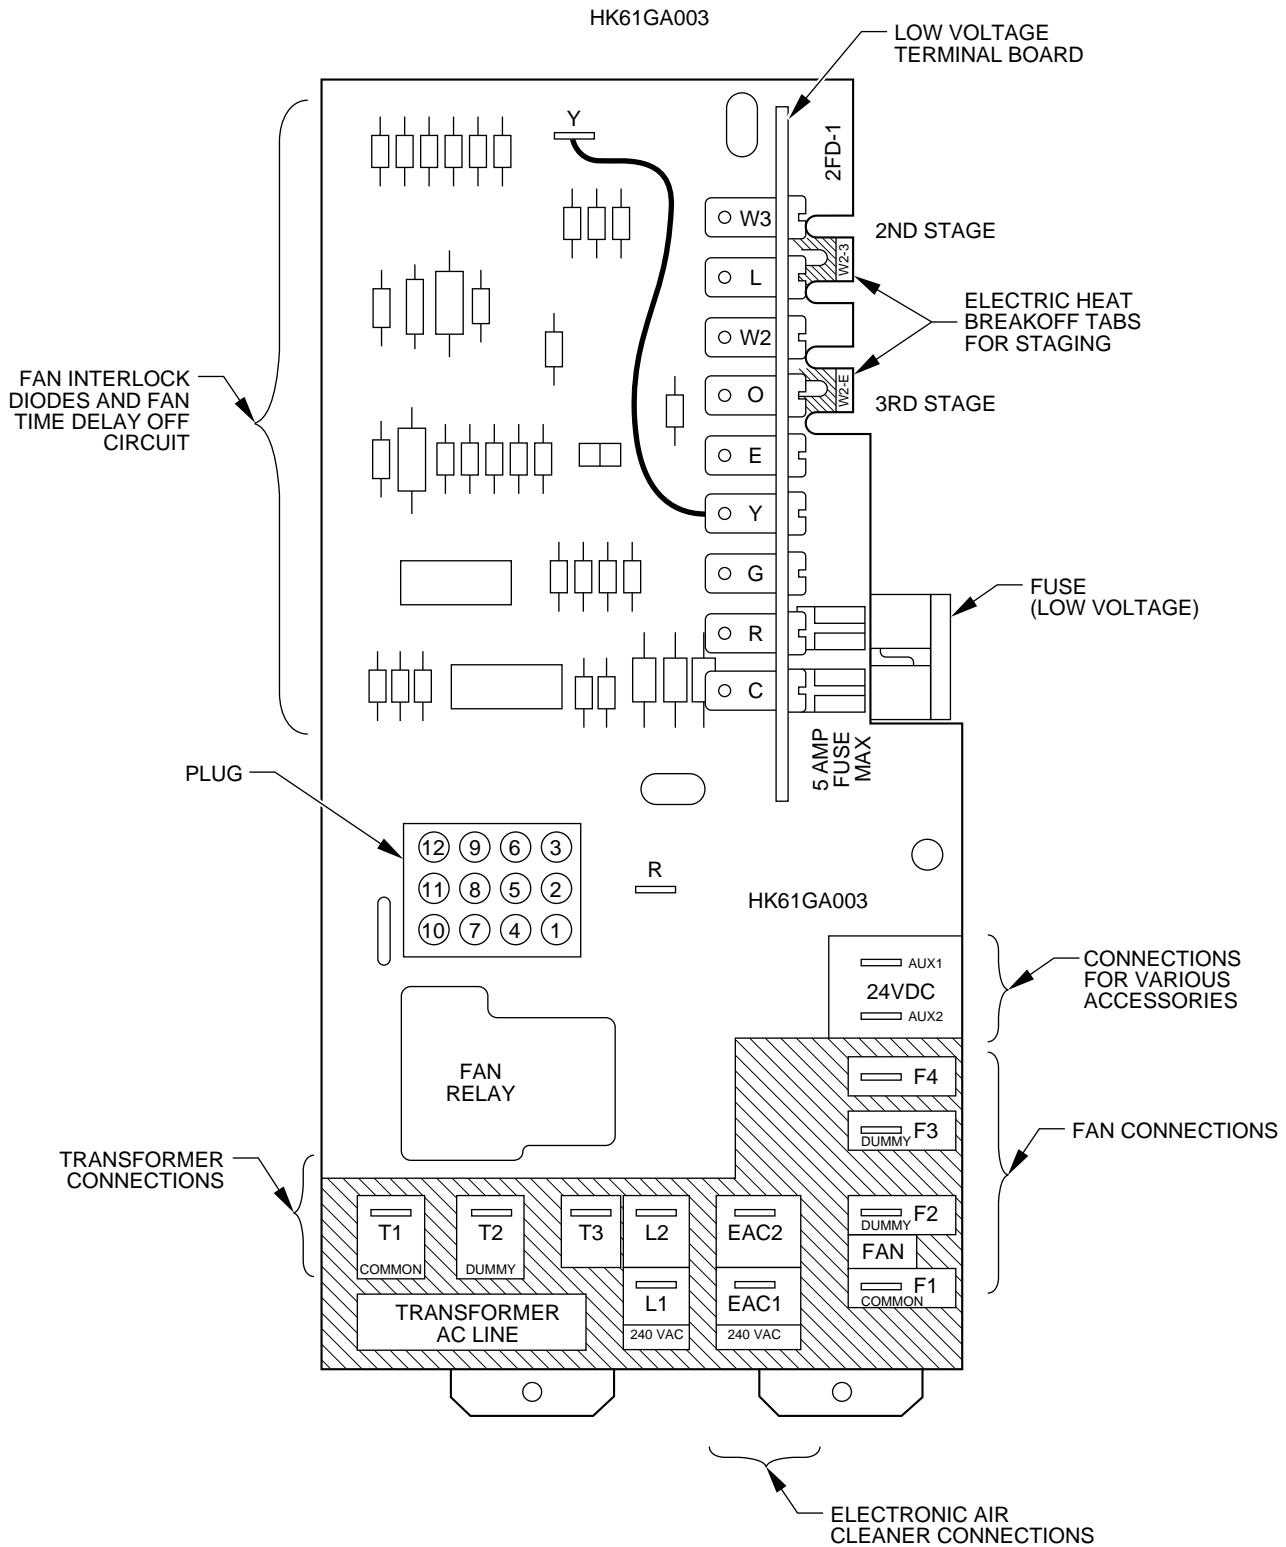 HK61GA003
LOW VOLTAGE
TERMINAL BOARD
Y
2FD-1
W3
2ND STAGE
W2-3
L
ELECTRIC HEAT
BREAKOFF TABS
FOR STAGING
W2
FAN INTERLOCK
DIODES AND FAN
TIME DELAY OFF
CIRCUIT
O
W2-E
3RD STAGE
E
Y
G
FUSE
(LOW VOLTAGE)
R
C
5 AMP
FUSE
MAX
PLUG
12 9 6 3
11 8 5 2
10 7 4 1
R
HK61GA003
AUX1
24VDC
AUX2
CONNECTIONS
FOR VARIOUS
ACCESSORIES
FAN
RELAY
F4
F3
DUMMY
FAN CONNECTIONS
TRANSFORMER
CONNECTIONS
T1
COMMON
T2
DUMMY
T3
L2
EAC2
F2
DUMMY
FAN
F1
COMMON
L1
240 VAC
EAC1
240 VAC
TRANSFORMER
AC LINE
ELECTRONIC AIR
CLEANER CONNECTIONS